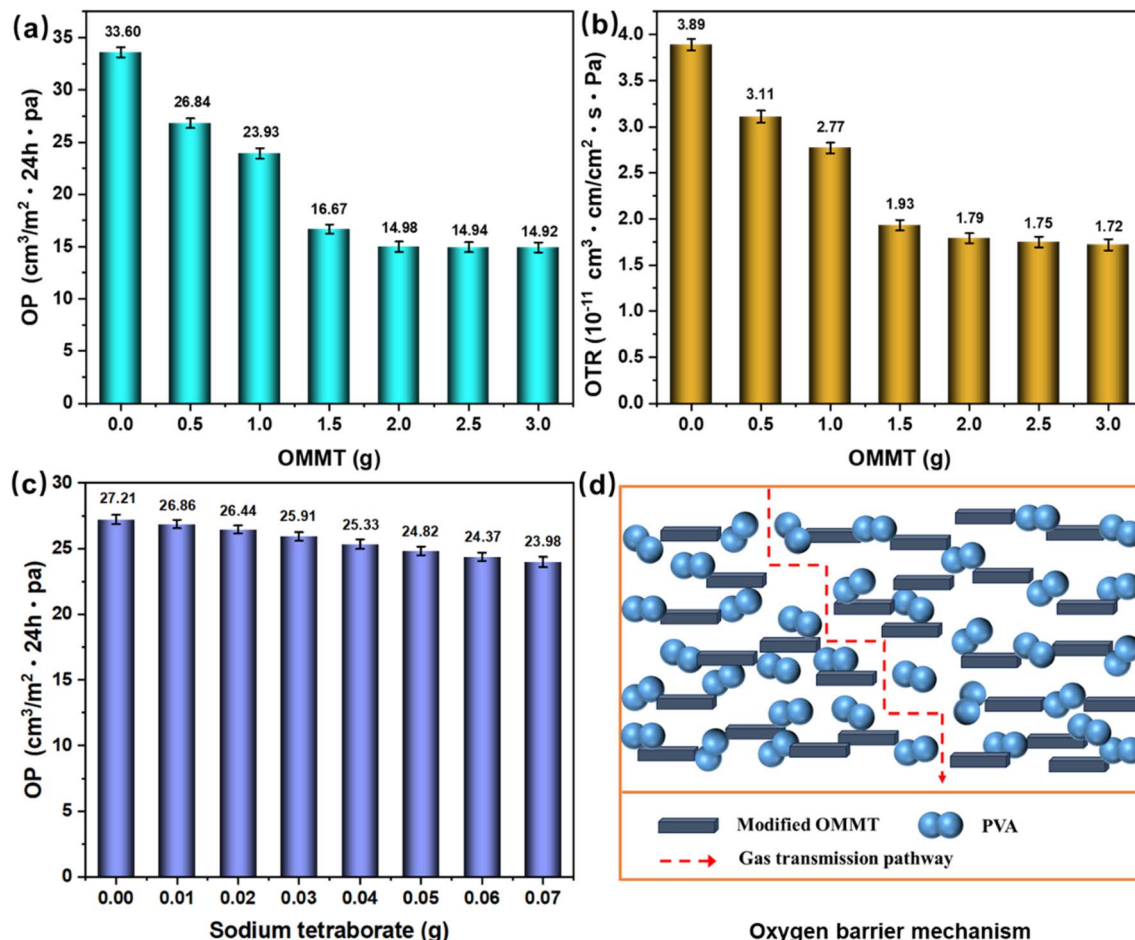 (a)
33.60
26.84
23.93
16.67
14.98
14.94
14.92
OP (cm³/m² · 24h · pa)
35
30
25
20
15
10
5
0
0.0 0.5 1.0 1.5 2.0 2.5 3.0
OMMT (g)
(b)
3.89
3.11
2.77
1.93
1.79
1.75
1.72
OTR (10⁻¹¹ cm³ · cm/cm² · s · Pa)
4.0
3.5
3.0
2.5
2.0
1.5
1.0
0.5
0.0
0.0 0.5 1.0 1.5 2.0 2.5 3.0
OMMT (g)
(c)
27.21
26.86
26.44
25.91
25.33
24.82
24.37
23.98
OP (cm³/m² · 24h · pa)
30
25
20
15
10
5
0
0.00 0.01 0.02 0.03 0.04 0.05 0.06 0.07
Sodium tetraborate (g)
(d)
Modified OMMT
PVA
Gas transmission pathway
Oxygen barrier mechanism